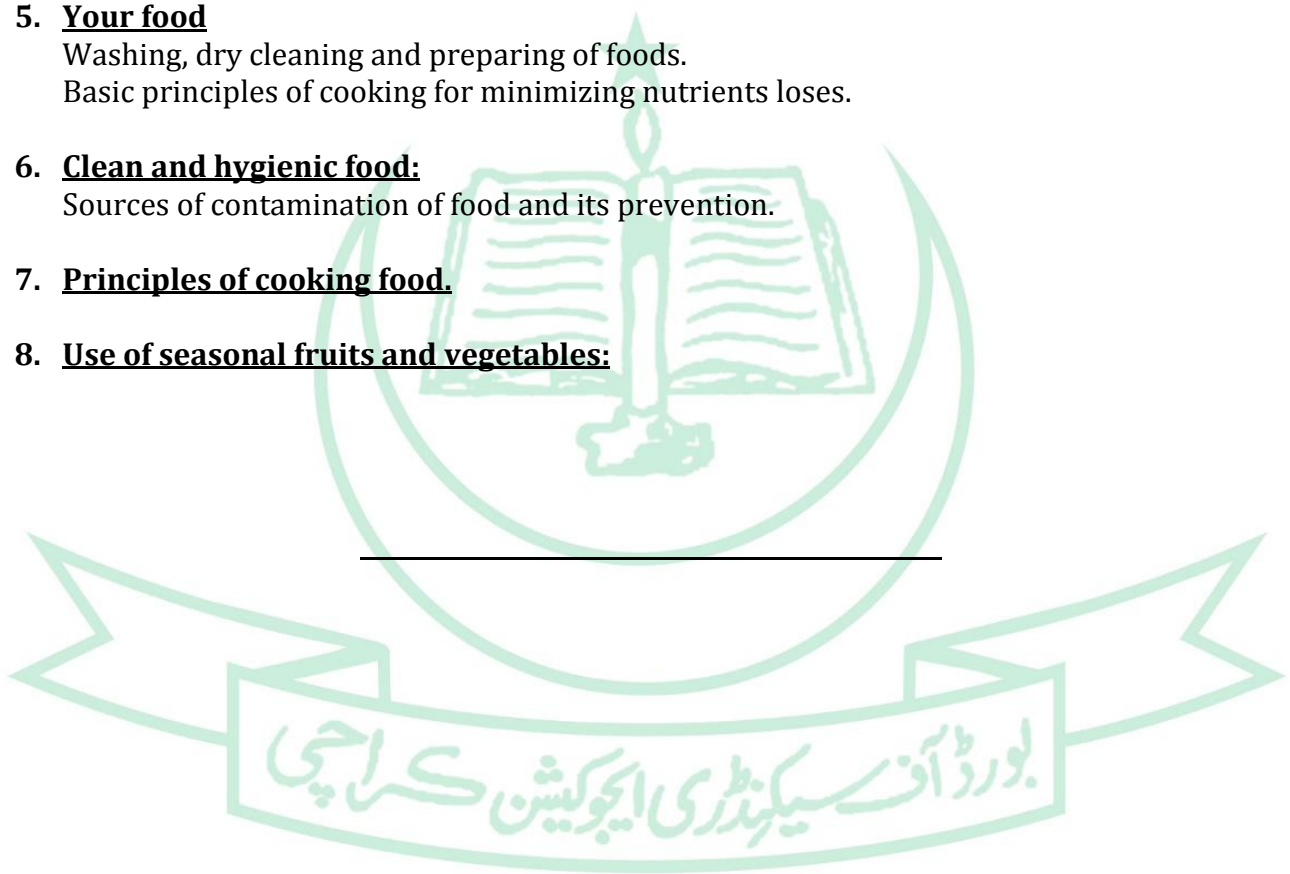 5. Your food
Washing, dry cleaning and preparing of foods.
Basic principles of cooking for minimizing nutrients loses.
6. Clean and hygienic food:
Sources of contamination of food and its prevention.
7. Principles of cooking food.
8. Use of seasonal fruits and vegetables:
بورڈ آف سیکنڈری ایجوکیشن کراچی